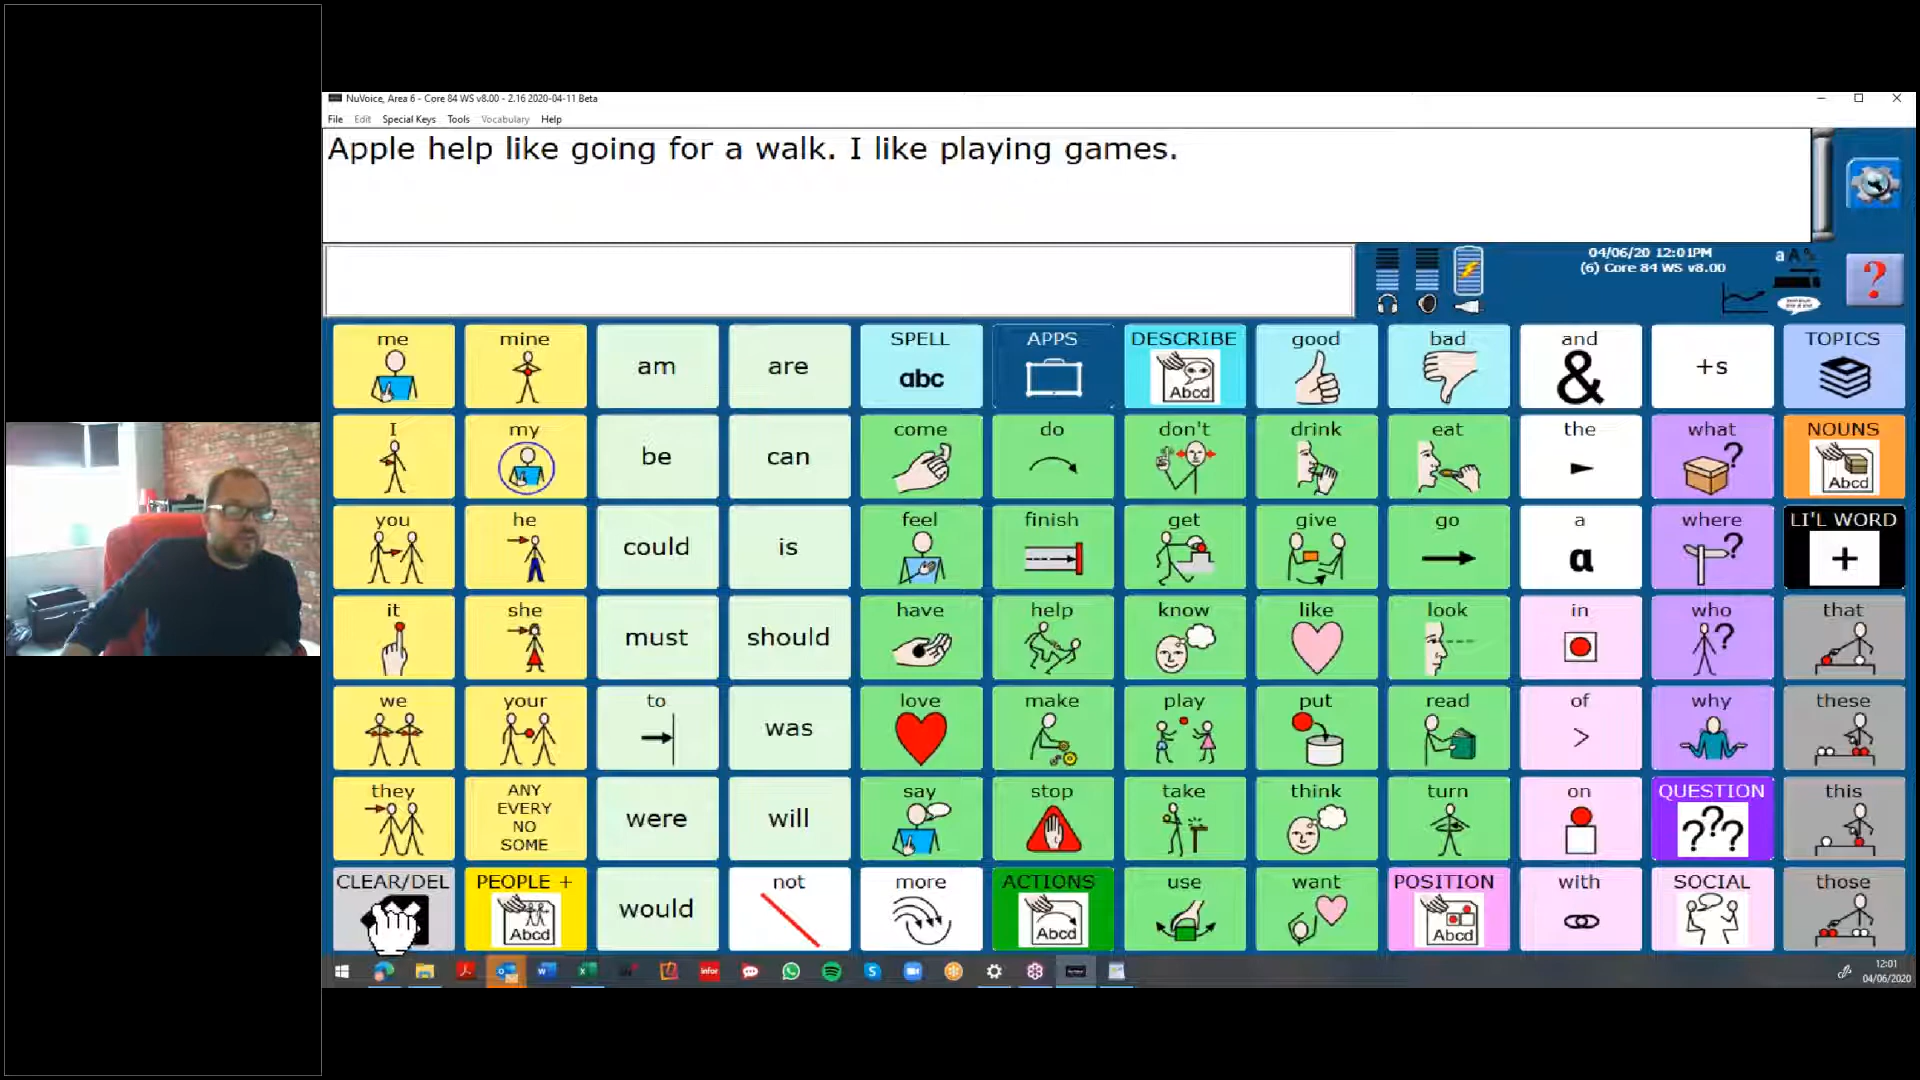 NuVoice, Area 6 - Core 84 WS v8.00 - 2.16 2020-04-11 Beta
File Edit Special Keys Tools Vocabulary Help
Apple help like going for a walk. I like playing games.
04/06/20 12:01PM
(6) Core 84 WS v8.00
me mine am are SPELL APPS DESCRIBE good bad and +s TOPICS
abc Abcd &
I my be can come do don't drink eat the what NOUNS
? Abcd
you he could is feel finish get give go a where LI'L WORD
a ? +
it she must should have help know like look in who that
?
we your to was love make play put read of why these
>
they ANY were will say stop take think turn on QUESTION this
EVERY
NO
SOME
???
CLEAR/DEL PEOPLE + would not more ACTIONS use want POSITION with SOCIAL those
Abcd Abcd Abcd
12:01
04/06/2020